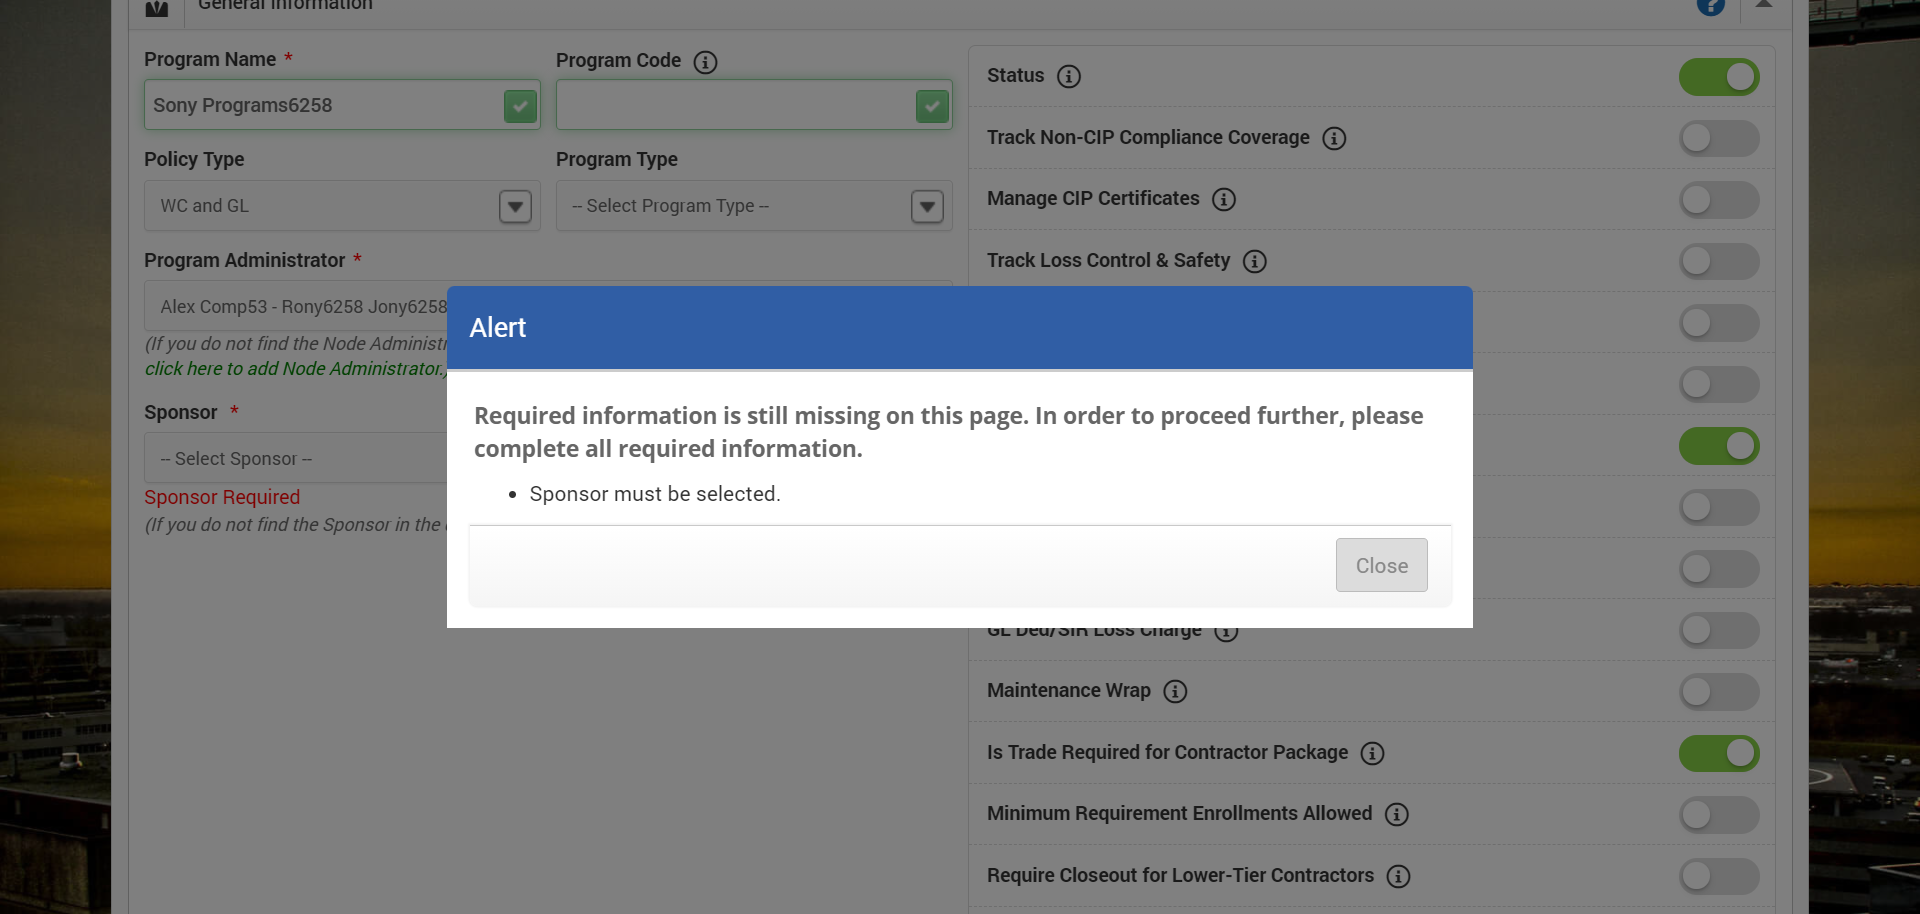 General Information
Program Name *
Program Code
Sony Programs6258
Policy Type
Program Type
WC and GL
-- Select Program Type --
Program Administrator *
Alex Comp53 - Rony6258 Jony6258
(If you do not find the Node Administr
click here to add Node Administrator.)
Sponsor *
-- Select Sponsor --
Sponsor Required
(If you do not find the Sponsor in the
Status
Track Non-CIP Compliance Coverage
Manage CIP Certificates
Track Loss Control & Safety
Alert
Required information is still missing on this page. In order to proceed further, please
complete all required information.
• Sponsor must be selected.
Close
GL Ded/SIR Loss Charge
Maintenance Wrap
Is Trade Required for Contractor Package
Minimum Requirement Enrollments Allowed
Require Closeout for Lower-Tier Contractors